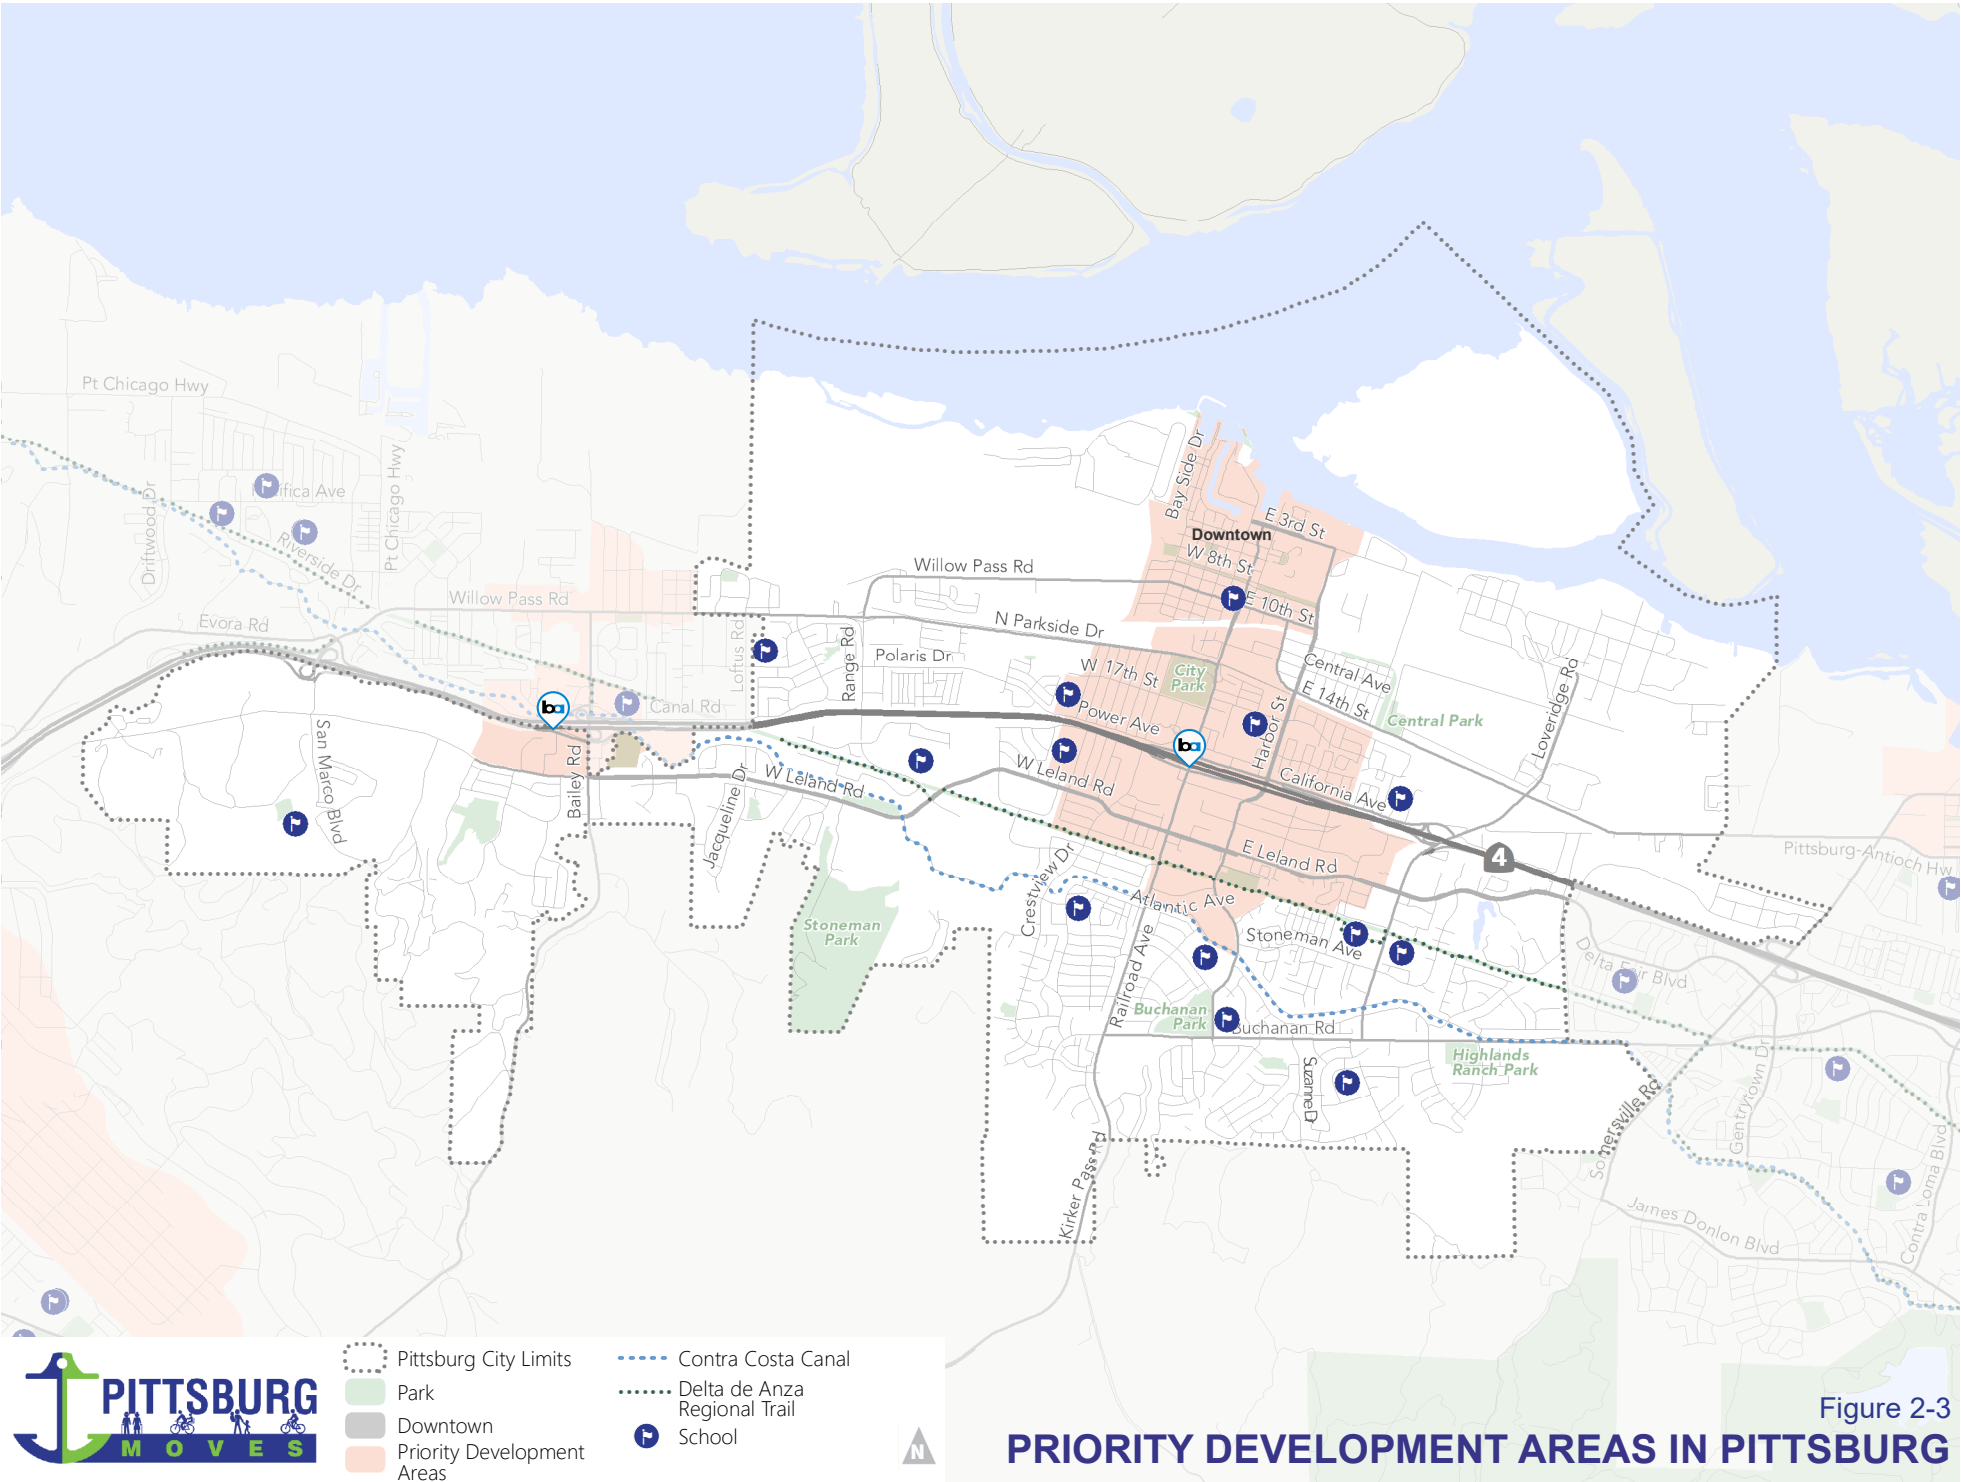 Pt Chicago Hwy
Pt Chicago Hwy
Driftwood Dr
Riverside Dr
Bay Side Dr
E 3rd St
Downtown
W 8th St
Willow Pass Rd
Willow Pass Rd
E 10th St
Evora Rd
N Parkside Dr
Loftus Rd
Range Rd
Polaris Dr
W 17th St
City
Park
Central Ave
E 14th St
Loveridge Rd
Canal Rd
Power Ave
Central Park
San Marco Blvd
Bailey Rd
Harbor St
W Leland Rd
W Leland Rd
California Ave
Jacqueline Dr
E Leland Rd
4
Pittsburg-Antioch Hw
Crestview Dr
Atlantic Ave
Stoneman
Park
Railroad Ave
Stoneman Ave
Delta Fair Blvd
Buchanan
Park
Buchanan Rd
Highlands
Ranch Park
Suzanne Dr
Somersville Rd
Gentrytown Dr
Kirker Pass Rd
James Donlon Blvd
Contra Loma Blvd
PITTSBURG
MOVES
Pittsburg City Limits
Park
Downtown
Priority Development
Areas
Contra Costa Canal
Delta de Anza
Regional Trail
School
N
Figure 2-3
PRIORITY DEVELOPMENT AREAS IN PITTSBURG